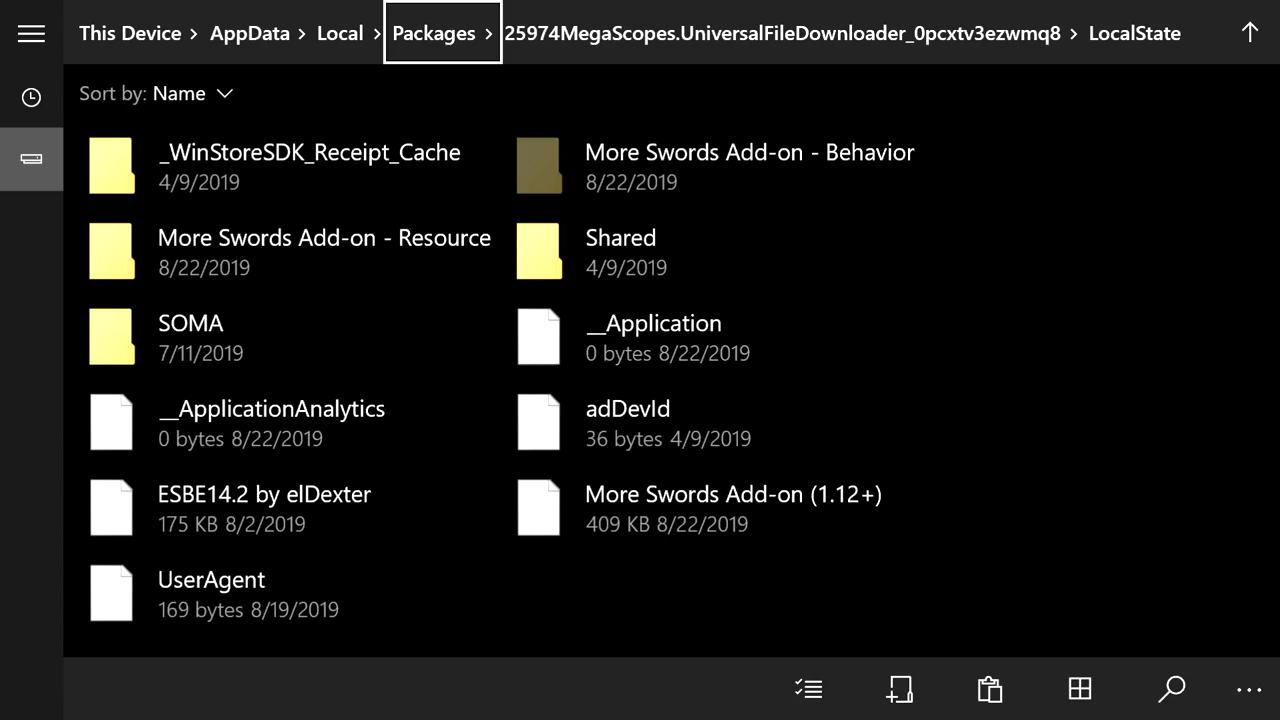 This Device > AppData > Local > Packages > 25974MegaScopes.UniversalFileDownloader_0pcxtv3ezwmq8 > LocalState
Sort by: Name
_WinStoreSDK_Receipt_Cache
4/9/2019
More Swords Add-on - Behavior
8/22/2019
More Swords Add-on - Resource
8/22/2019
Shared
4/9/2019
SOMA
7/11/2019
__Application
0 bytes 8/22/2019
__ApplicationAnalytics
0 bytes 8/22/2019
adDevId
36 bytes 4/9/2019
ESBE14.2 by elDexter
175 KB 8/2/2019
More Swords Add-on (1.12+)
409 KB 8/22/2019
UserAgent
169 bytes 8/19/2019